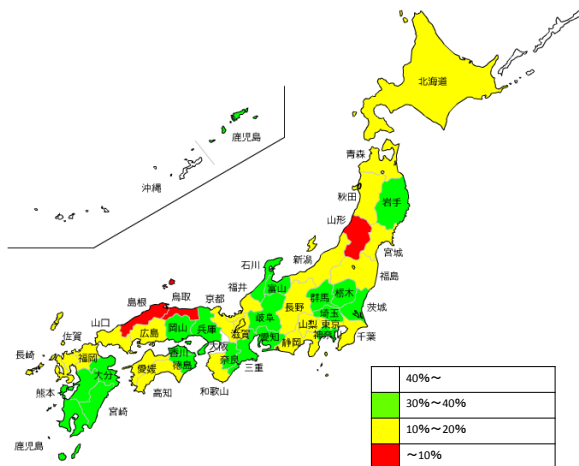 北海道
鹿児島
青森
沖縄
秋田
岩手
山形
宮城
新潟
石川
福島
福井
富山
島根
鳥取
京都
群馬
栃木
長野
茨城
山口
岐阜
埼玉
広島
岡山
兵庫
滋賀
山梨
東京
佐賀
大阪
愛知
静岡
神奈川
千葉
長崎
福岡
香川
奈良
三重
大分
愛媛
徳島
熊本
高知
和歌山
宮崎
鹿児島
40%~
30%~40%
10%~20%
~10%